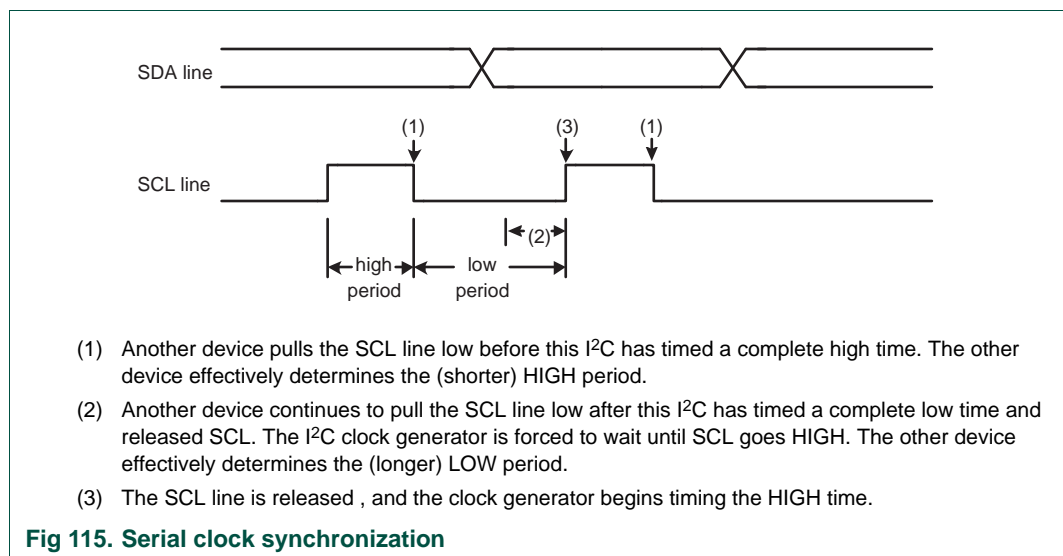 SDA line
(1) (3) (1)
SCL line
(2)
high low
period period
(1) Another device pulls the SCL line low before this I2C has timed a complete high time. The other
device effectively determines the (shorter) HIGH period.
(2) Another device continues to pull the SCL line low after this I2C has timed a complete low time and
released SCL. The I2C clock generator is forced to wait until SCL goes HIGH. The other device
effectively determines the (longer) LOW period.
(3) The SCL line is released , and the clock generator begins timing the HIGH time.
Fig 115. Serial clock synchronization